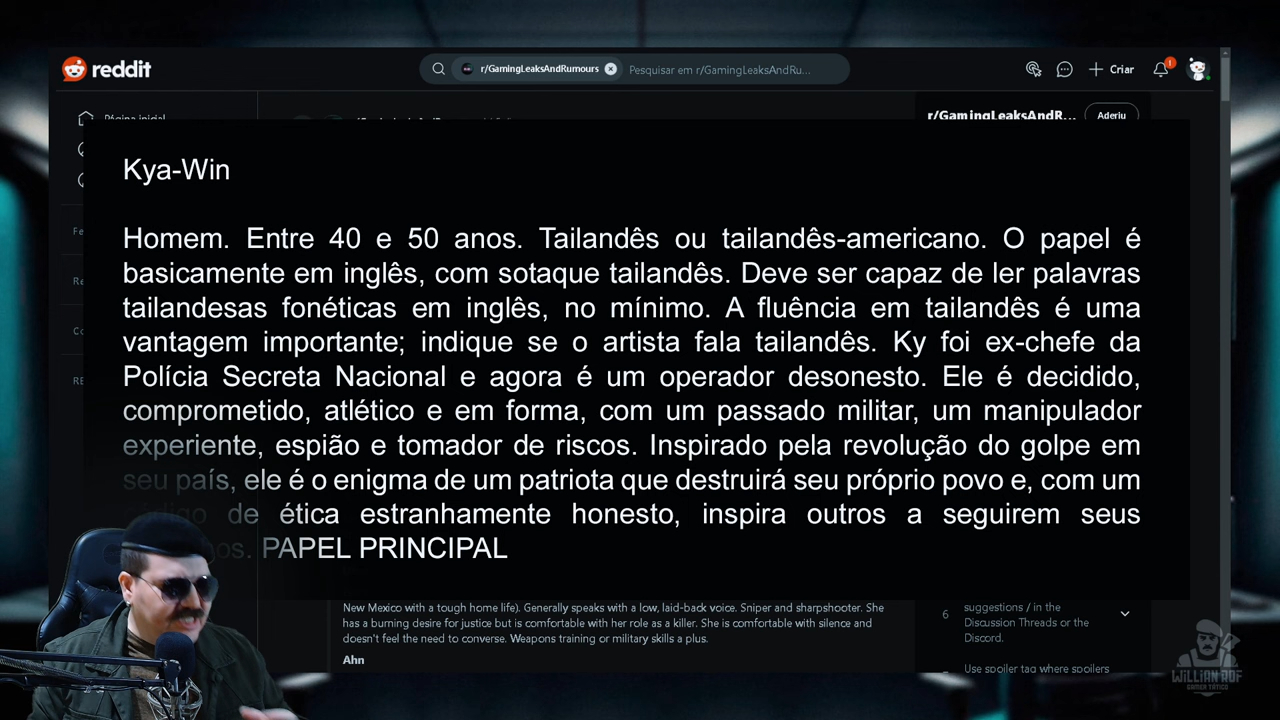 reddit
r/GamingLeaksAndRumours
Pesquisar em r/GamingLeaksAndRu...
Criar
Página inicial
r/GamingLeaksAndR...
Aderiu
Kya-Win
Homem. Entre 40 e 50 anos. Tailandês ou tailandês-americano. O papel é
basicamente em inglês, com sotaque tailandês. Deve ser capaz de ler palavras
tailandesas fonéticas em inglês, no mínimo. A fluência em tailandês é uma
vantagem importante; indique se o artista fala tailandês. Ky foi ex-chefe da
Polícia Secreta Nacional e agora é um operador desonesto. Ele é decidido,
comprometido, atlético e em forma, com um passado militar, um manipulador
experiente, espião e tomador de riscos. Inspirado pela revolução do golpe em
seu país, ele é o enigma de um patriota que destruirá seu próprio povo e, com um
de ética estranhamente honesto, inspira outros a seguirem seus
PAPEL PRINCIPAL
New Mexico with a tough home life). Generally speaks with a low, laid-back voice. Sniper and sharpshooter. She
has a burning desire for justice but is comfortable with her role as a killer. She is comfortable with silence and
doesn't feel the need to converse. Weapons training or military skills a plus.
Ahn
6
suggestions / in the
Discussion Threads or the
Discord.
Use spoiler tag where spoilers
WILLIAN ROF
GAMER TÁTICO